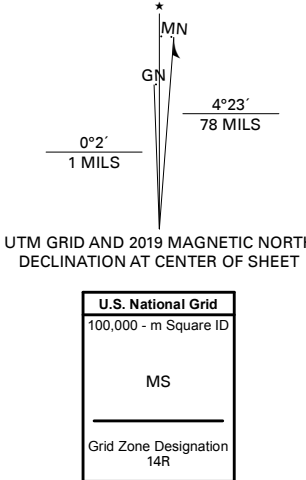 ★
MN
GN
4°23´
78 MILS
0°2´
1 MILS
UTM GRID AND 2019 MAGNETIC NORTH
DECLINATION AT CENTER OF SHEET
U.S. National Grid
100,000 - m Square ID
MS
Grid Zone Designation
14R